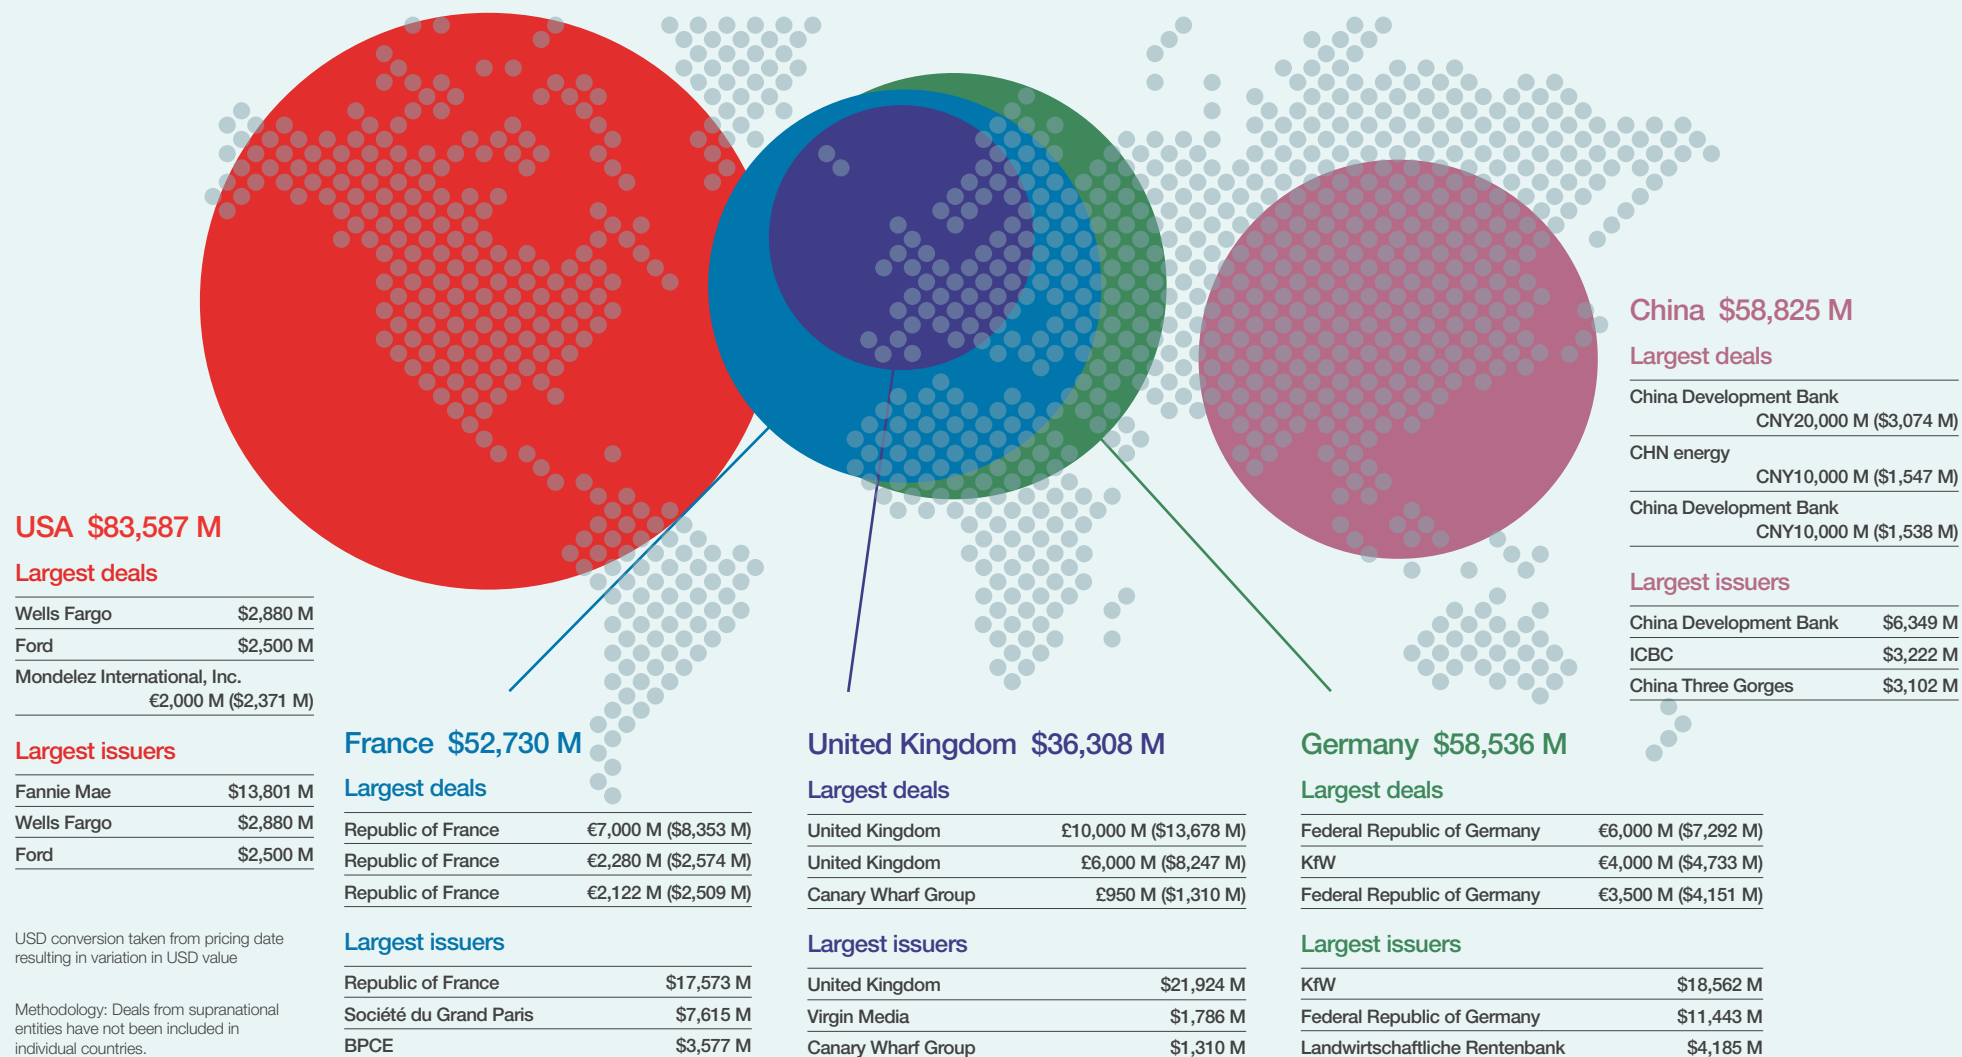 USA $83,587 M
Largest deals
Wells Fargo $2,880 M
Ford $2,500 M
Mondelez International, Inc.
€2,000 M ($2,371 M)
Largest issuers
Fannie Mae $13,801 M
Wells Fargo $2,880 M
Ford $2,500 M
USD conversion taken from pricing date
resulting in variation in USD value
Methodology: Deals from supranational
entities have not been included in
individual countries.
France $52,730 M
Largest deals
Republic of France €7,000 M ($8,353 M)
Republic of France €2,280 M ($2,574 M)
Republic of France €2,122 M ($2,509 M)
Largest issuers
Republic of France $17,573 M
Société du Grand Paris $7,615 M
BPCE $3,577 M
United Kingdom $36,308 M
Largest deals
United Kingdom £10,000 M ($13,678 M)
United Kingdom £6,000 M ($8,247 M)
Canary Wharf Group £950 M ($1,310 M)
Largest issuers
United Kingdom $21,924 M
Virgin Media $1,786 M
Canary Wharf Group $1,310 M
Germany $58,536 M
Largest deals
Federal Republic of Germany €6,000 M ($7,292 M)
KfW €4,000 M ($4,733 M)
Federal Republic of Germany €3,500 M ($4,151 M)
Largest issuers
KfW $18,562 M
Federal Republic of Germany $11,443 M
Landwirtschaftliche Rentenbank $4,185 M
China $58,825 M
Largest deals
China Development Bank
CNY20,000 M ($3,074 M)
CHN energy
CNY10,000 M ($1,547 M)
China Development Bank
CNY10,000 M ($1,538 M)
Largest issuers
China Development Bank $6,349 M
ICBC $3,222 M
China Three Gorges $3,102 M